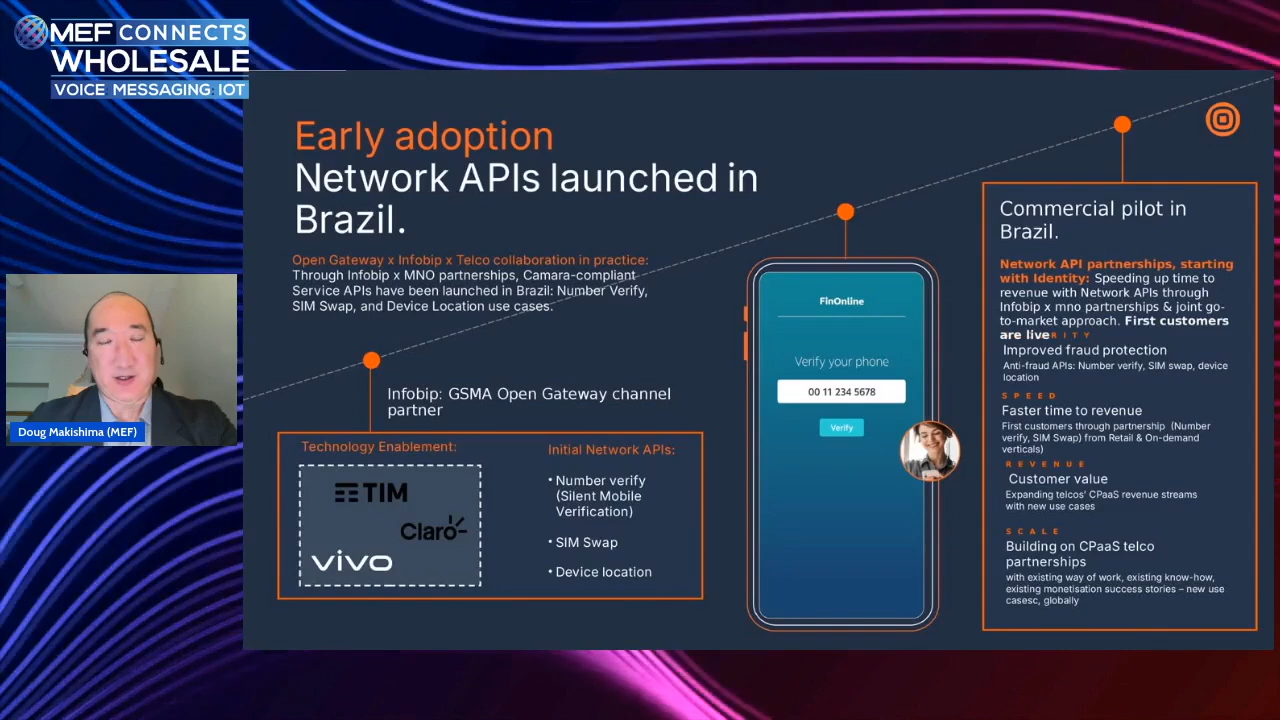 MEF CONNECTS
WHOLESALE
VOICE MESSAGING IOT
Early adoption
Network APIs launched in
Brazil.
Open Gateway x Infobip x Telco collaboration in practice:
Through Infobip x MNO partnerships, Camara-compliant
Service APIs have been launched in Brazil: Number Verify,
SIM Swap, and Device Location use cases.
Infobip: GSMA Open Gateway channel
partner
Technology Enablement:
TIM
Claro
vivo
Initial Network APIs:
• Number verify
(Silent Mobile
Verification)
• SIM Swap
• Device location
FinOnline
Verify your phone
00 11 234 5678
Verify
Commercial pilot in
Brazil.
Network API partnerships, starting
with Identity: Speeding up time to
revenue with Network APIs through
Infobip x mno partnerships & joint go-
to-market approach. First customers
are live
RITY
Improved fraud protection
Anti-fraud APIs: Number verify, SIM swap, device
location
SPEED
Faster time to revenue
First customers through partnership (Number
verify, SIM Swap) from Retail & On-demand
verticals)
REVENUE
Customer value
Expanding telcos' CPaaS revenue streams
with new use cases
SCALE
Building on CPaaS telco
partnerships
with existing way of work, existing know-how,
existing monetisation success stories – new use
casesc, globally
Doug Makishima (MEF)